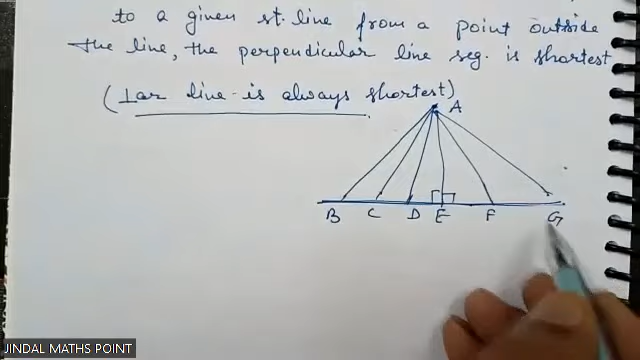 to a given st. line from a point outside
the line, the perpendicular line seg. is shortest
(⊥ar line is always shortest)
A
B C D E F G
JINDAL MATHS POINT